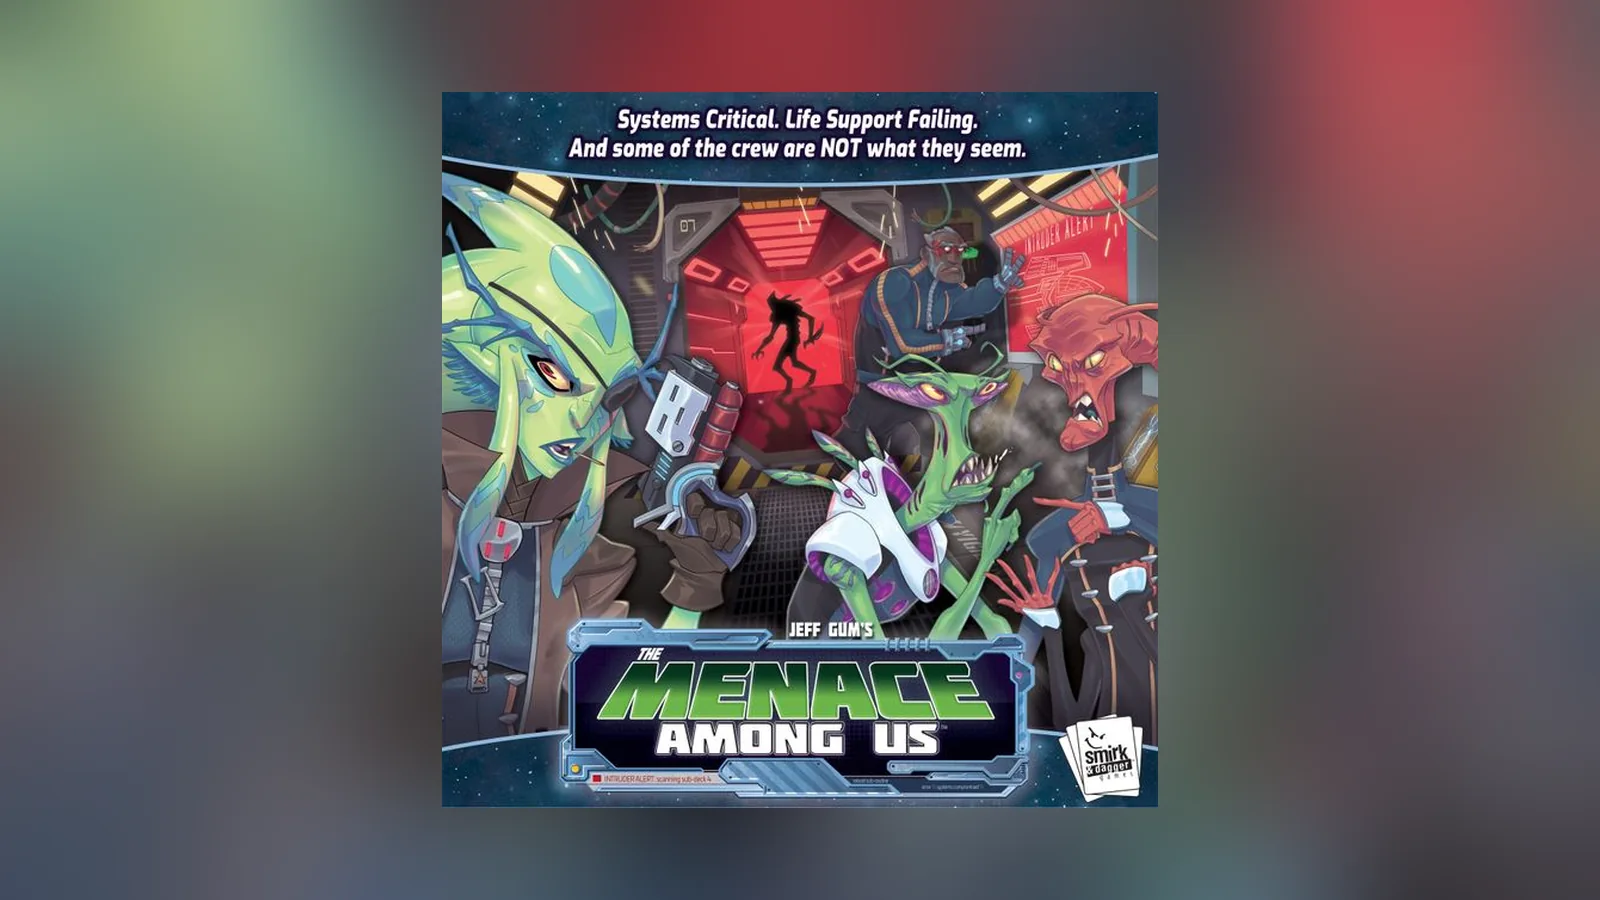 Systems Critical. Life Support Failing.
And some of the crew are NOT what they seem.
07
INTRUDER ALERT
JEFF GUM'S
THE
MENACE
AMONG US
smirk
& dagger
games
INTRUDER ALERT: scanning sub-deck 4